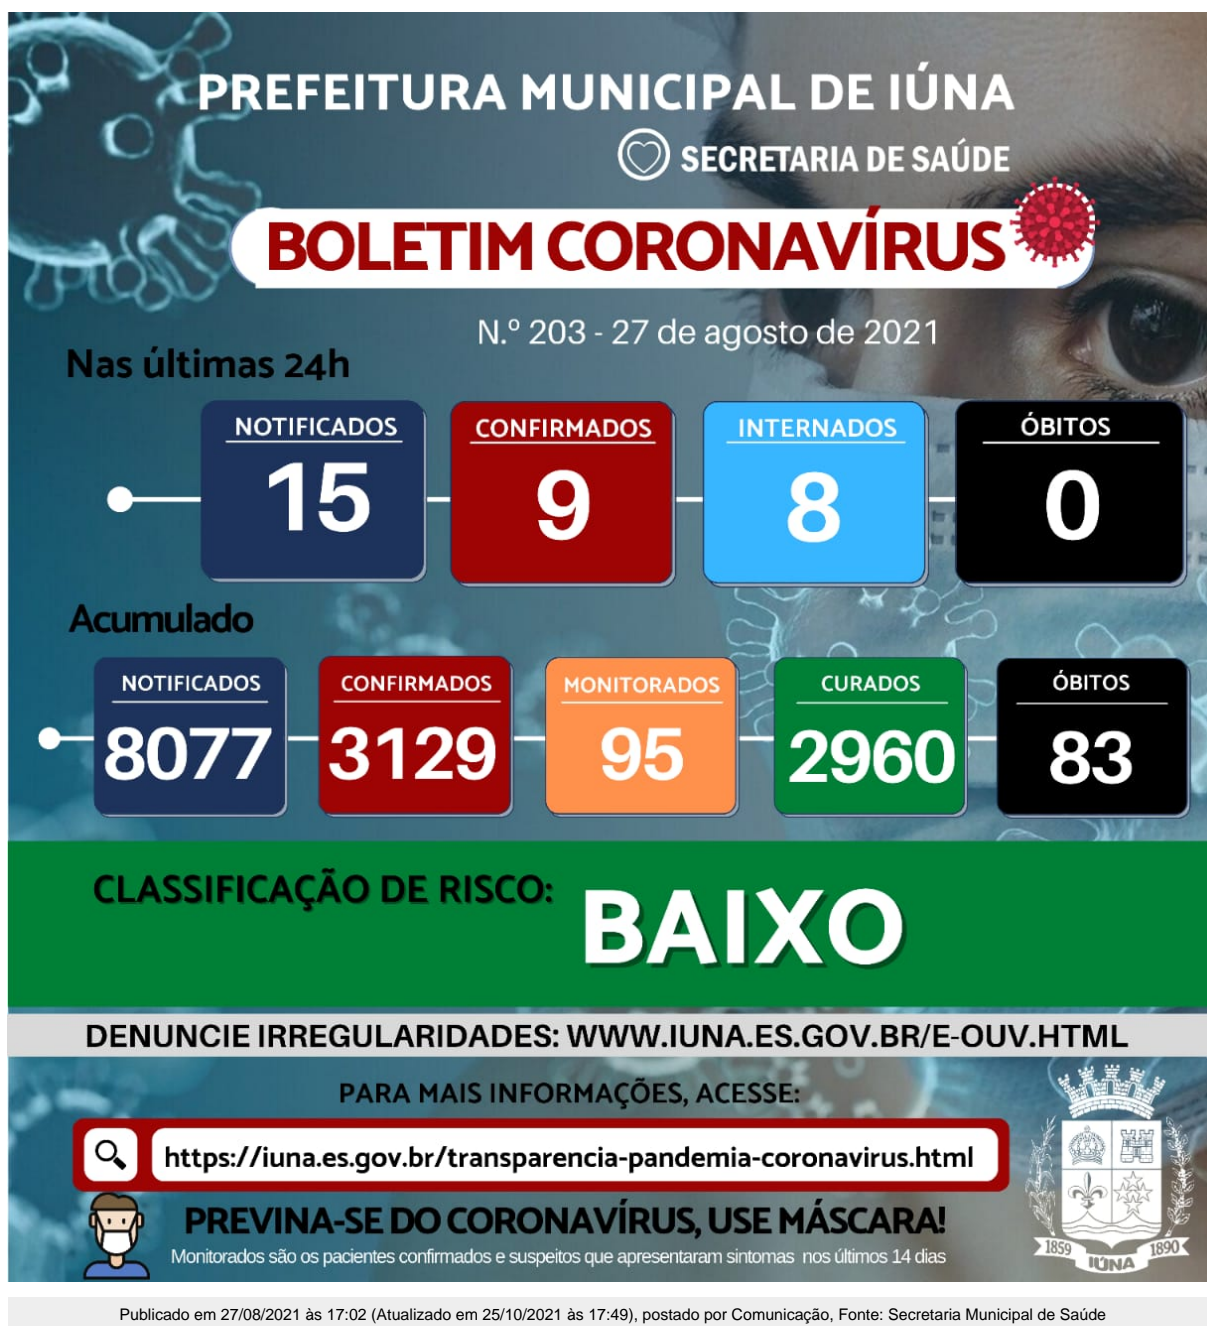 PREFEITURA MUNICIPAL DE IÚNA
SECRETARIA DE SAÚDE
BOLETIM CORONAVÍRUS
N.º 203 - 27 de agosto de 2021
Nas últimas 24h
NOTIFICADOS CONFIRMADOS INTERNADOS ÓBITOS
15 9 8 0
Acumulado
NOTIFICADOS CONFIRMADOS MONITORADOS CURADOS ÓBITOS
8077 3129 95 2960 83
CLASSIFICAÇÃO DE RISCO: BAIXO
DENUNCIE IRREGULARIDADES: WWW.IUNA.ES.GOV.BR/E-OUV.HTML
PARA MAIS INFORMAÇÕES, ACESSE:
https://iuna.es.gov.br/transparencia-pandemia-coronavirus.html
PREVINA-SE DO CORONAVÍRUS, USE MÁSCARA!
Monitorados são os pacientes confirmados e suspeitos que apresentaram sintomas nos últimos 14 dias
1859 IÚNA 1890
Publicado em 27/08/2021 às 17:02 (Atualizado em 25/10/2021 às 17:49), postado por Comunicação, Fonte: Secretaria Municipal de Saúde